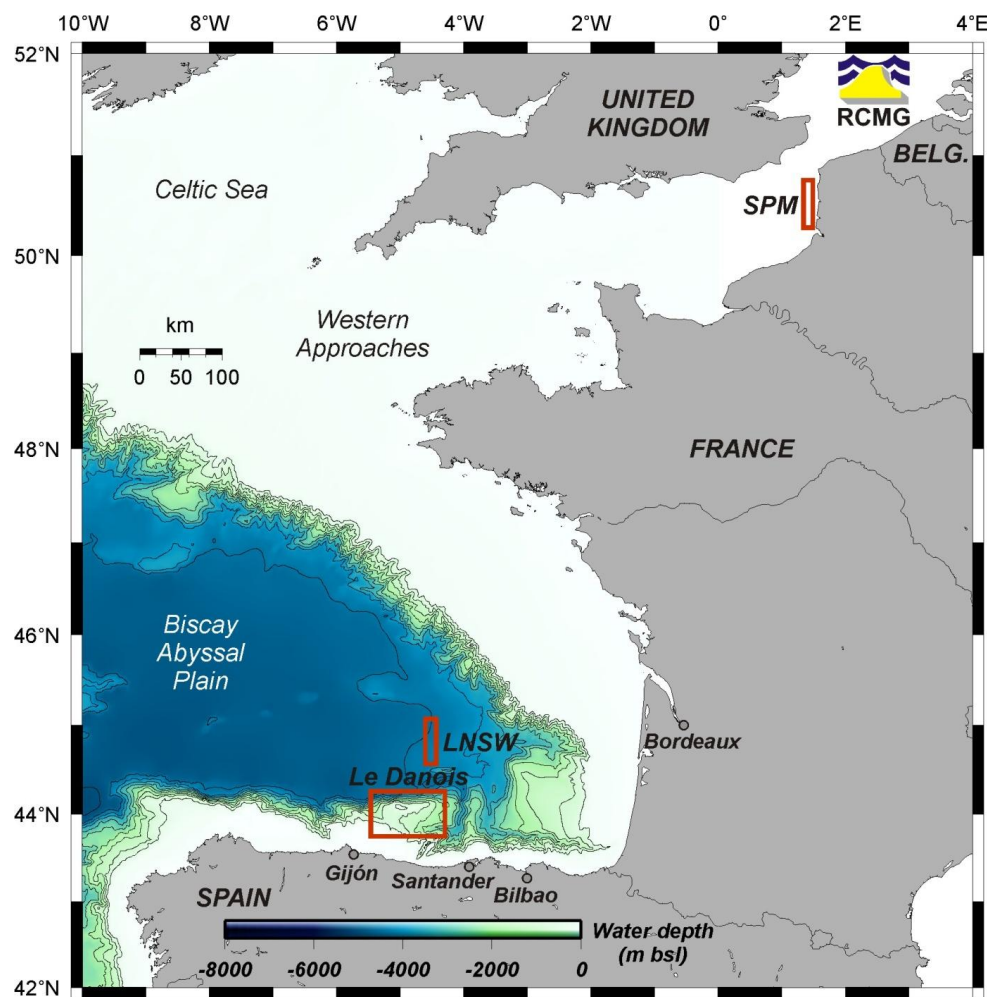 10°W 8°W 6°W 4°W 2°W 0° 2°E 4°E
52°N
UNITED
KINGDOM
RCMG
BELG.
Celtic Sea
SPM
50°N
Western
Approaches
km
0 50 100
48°N
FRANCE
46°N
Biscay
Abyssal
Plain
LNSW
Bordeaux
Le Danois
44°N
Gijón
Santander
Bilbao
SPAIN
Water depth
(m bsl)
-8000 -6000 -4000 -2000 0
42°N